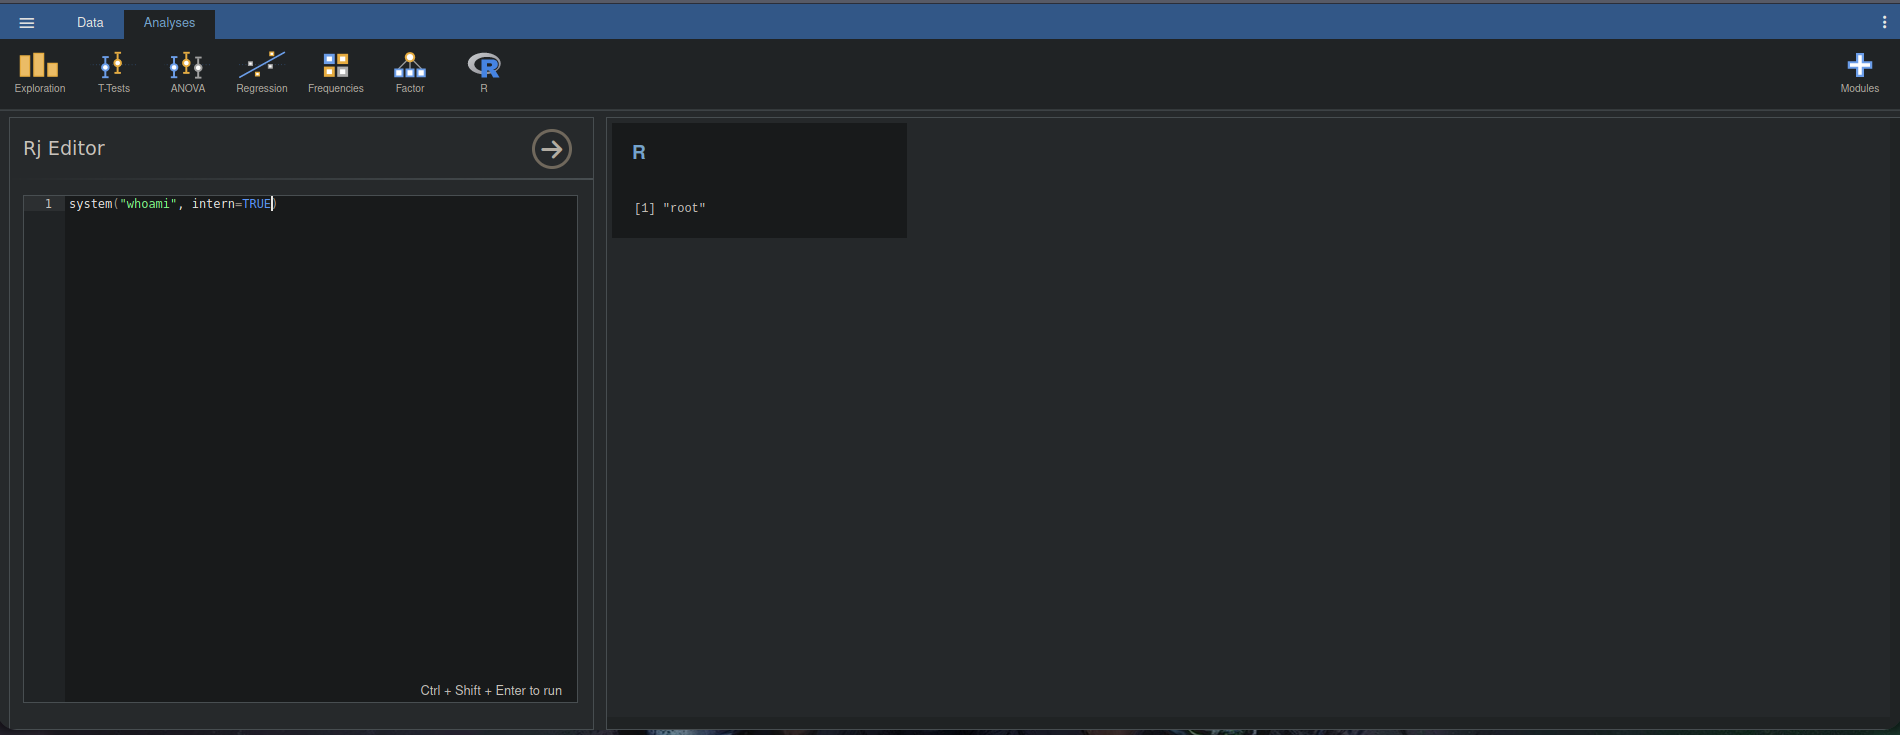 Data Analyses
Exploration T-Tests ANOVA Regression Frequencies Factor R Modules
Rj Editor
1 system("whoami", intern=TRUE)
Ctrl + Shift + Enter to run
R
[1] "root"